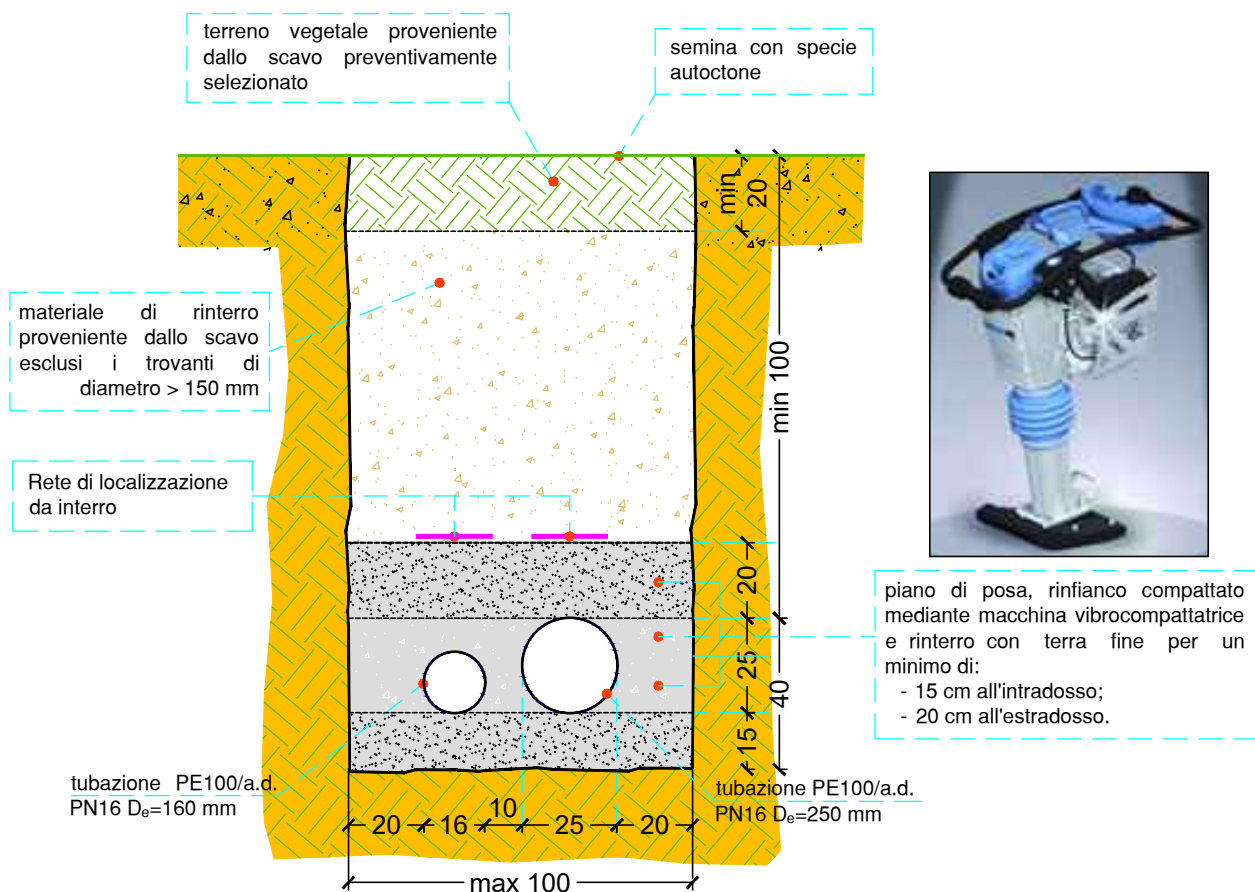 terreno vegetale proveniente
dallo scavo preventivamente
selezionato
semina con specie
autoctone
min
20
materiale di rinterro
proveniente dallo scavo
esclusi i trovanti di
diametro > 150 mm
min 100
Rete di localizzazione
da interro
20
25
40
15
piano di posa, rinfianco compattato
mediante macchina vibrocompattatrice
e rinterro con terra fine per un
minimo di:
- 15 cm all'intradosso;
- 20 cm all'estradosso.
tubazione PE100/a.d.
PN16 De=160 mm
tubazione PE100/a.d.
PN16 De=250 mm
20
16
10
25
20
max 100